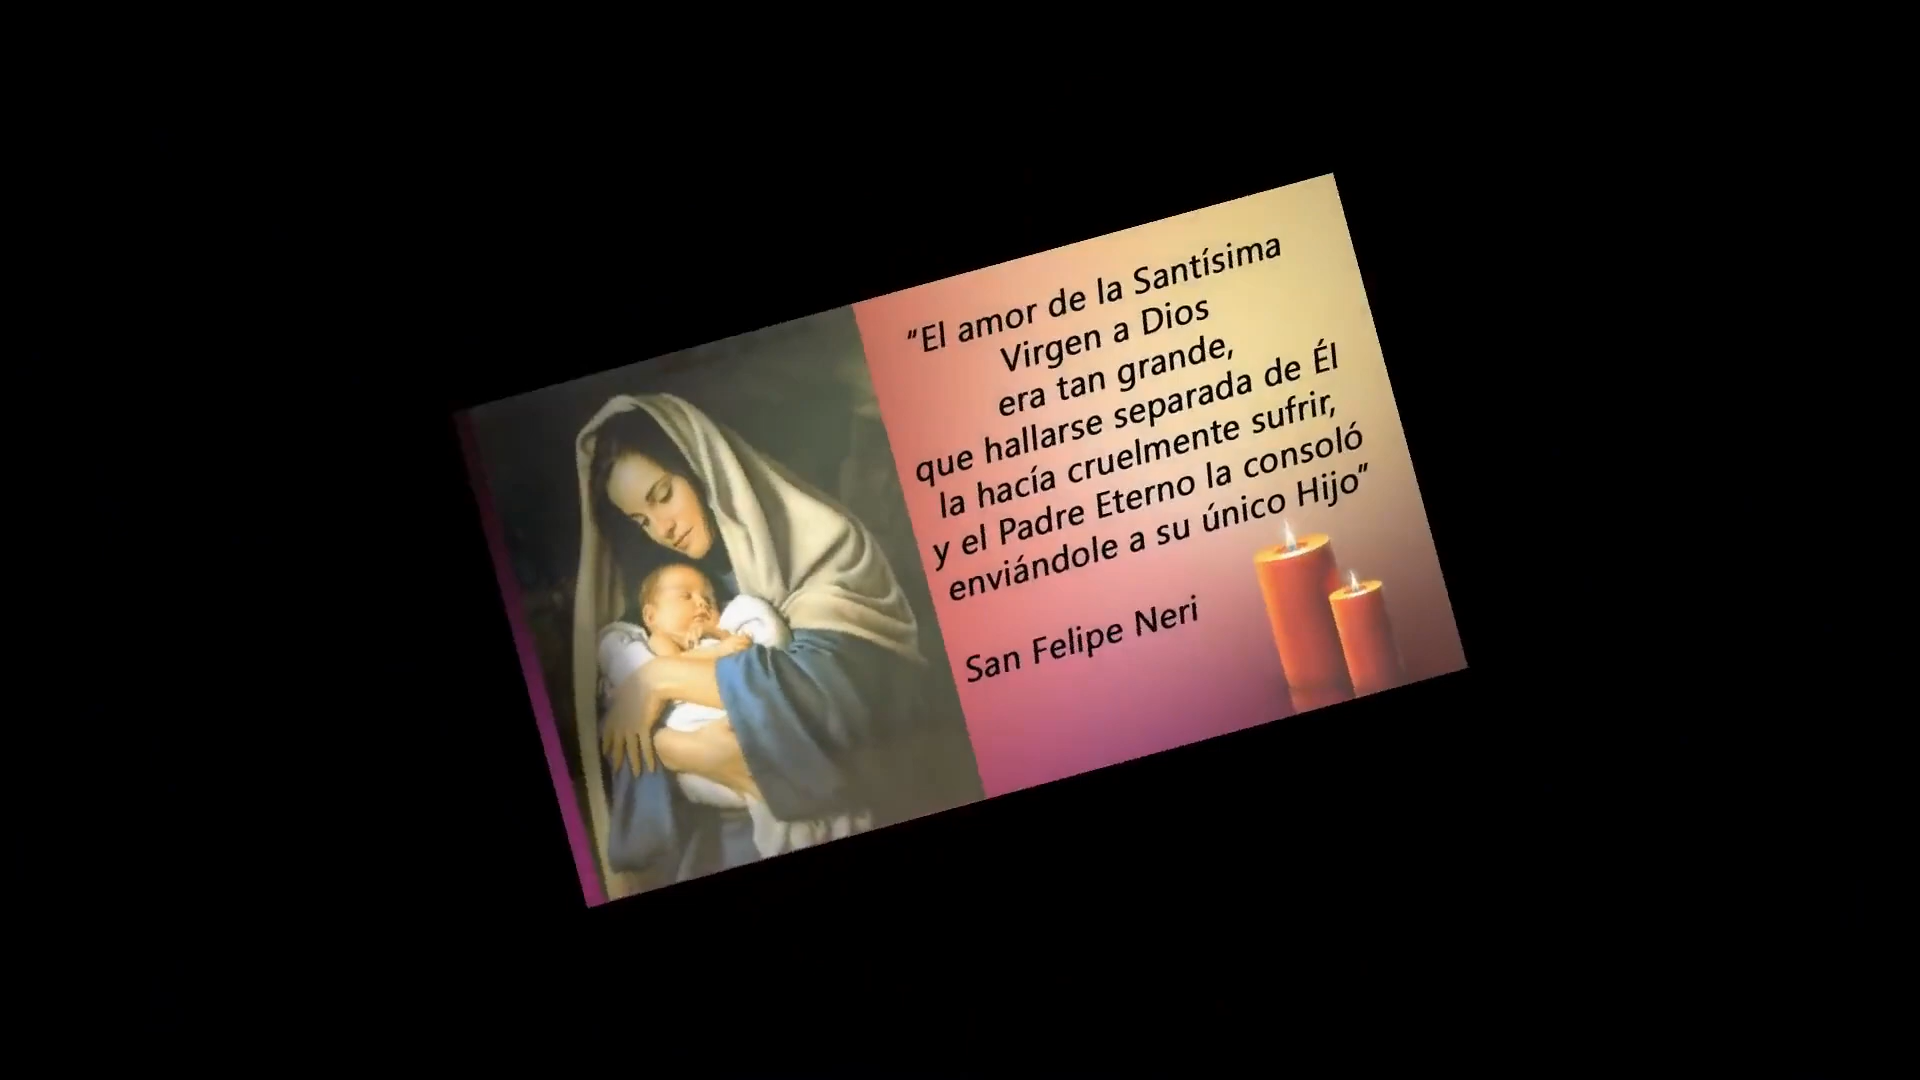 “El amor de la Santísima
Virgen a Dios
era tan grande,
que hallarse separada de Él
la hacía cruelmente sufrir,
y el Padre Eterno la consoló
enviándole a su único Hijo”
San Felipe Neri